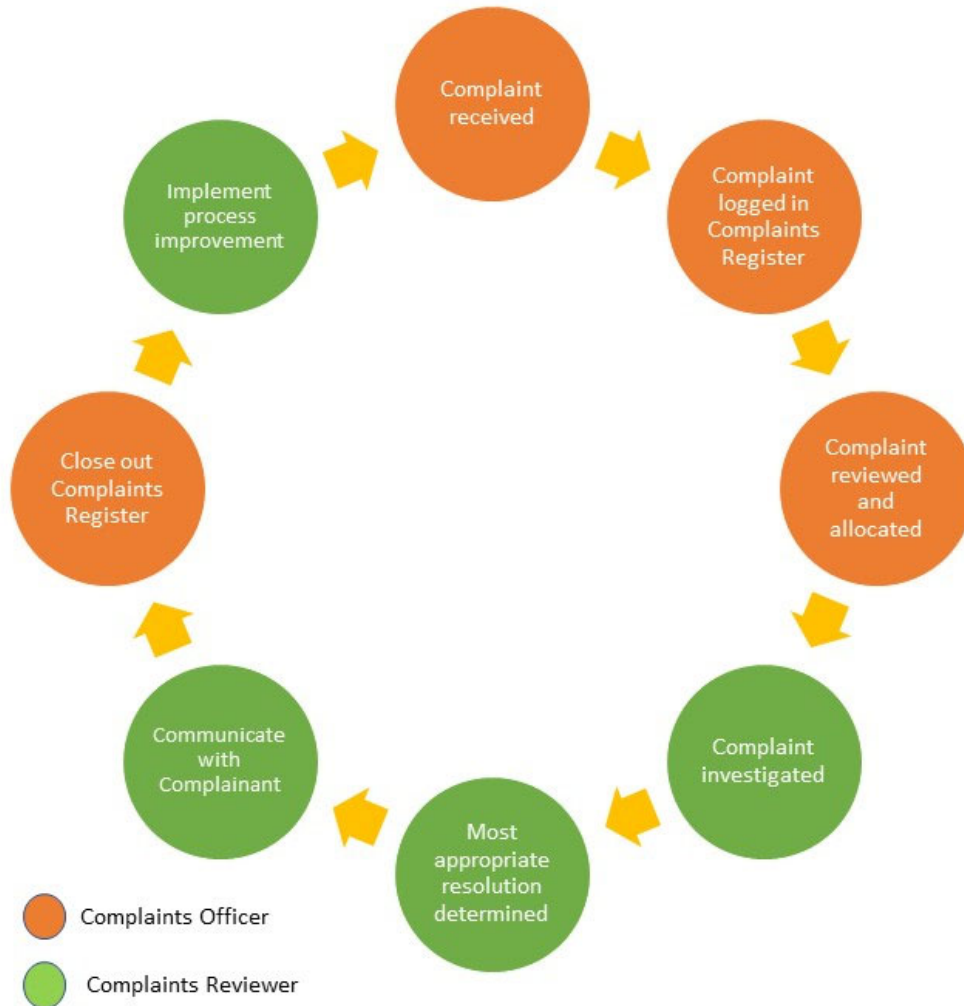 Complaint
received
Complaint
logged in
Complaints
Register
Complaint
reviewed
and
allocated
Complaint
investigated
Most
appropriate
resolution
determined
Communicate
with
Complainant
Close out
Complaints
Register
Implement
process
improvement
Complaints Officer
Complaints Reviewer